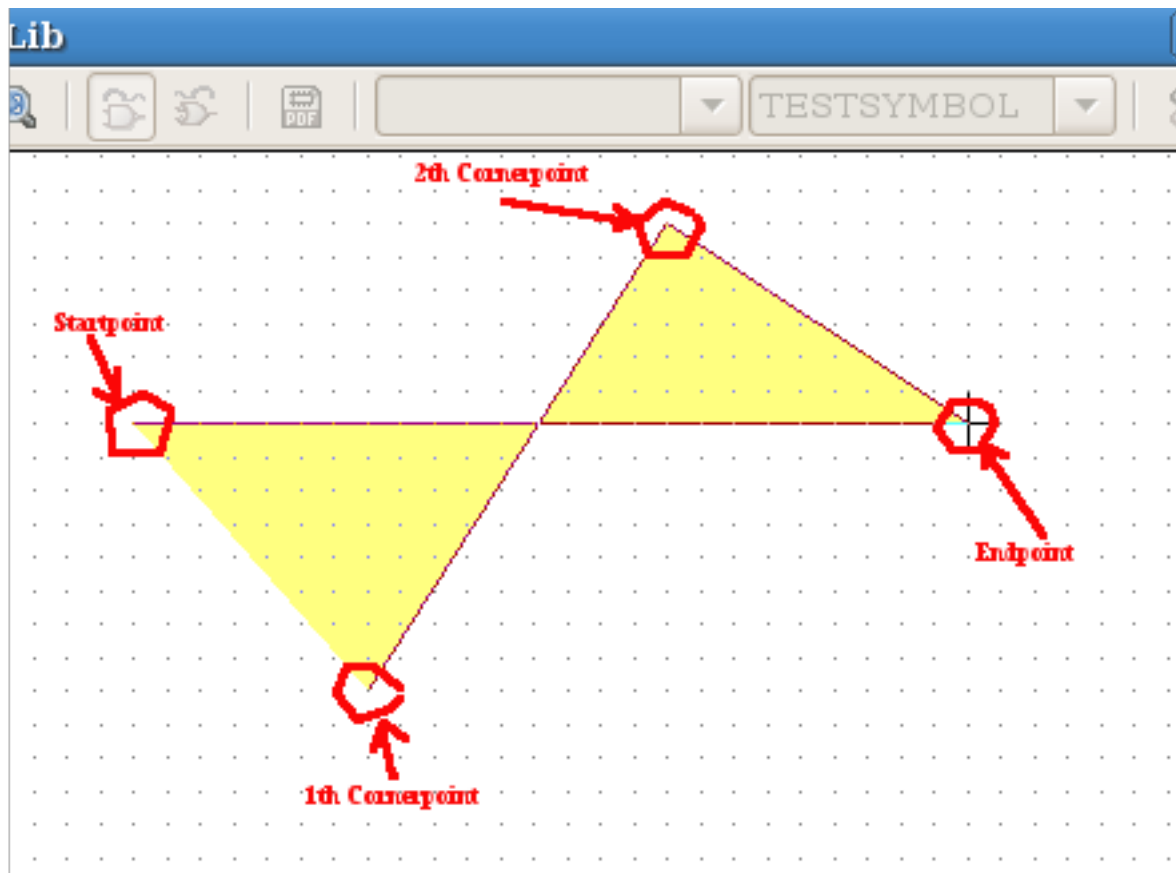 Lib
PDF
TESTSYMBOL
2th Cornerpoint
Startpoint
Endpoint
1th Cornerpoint